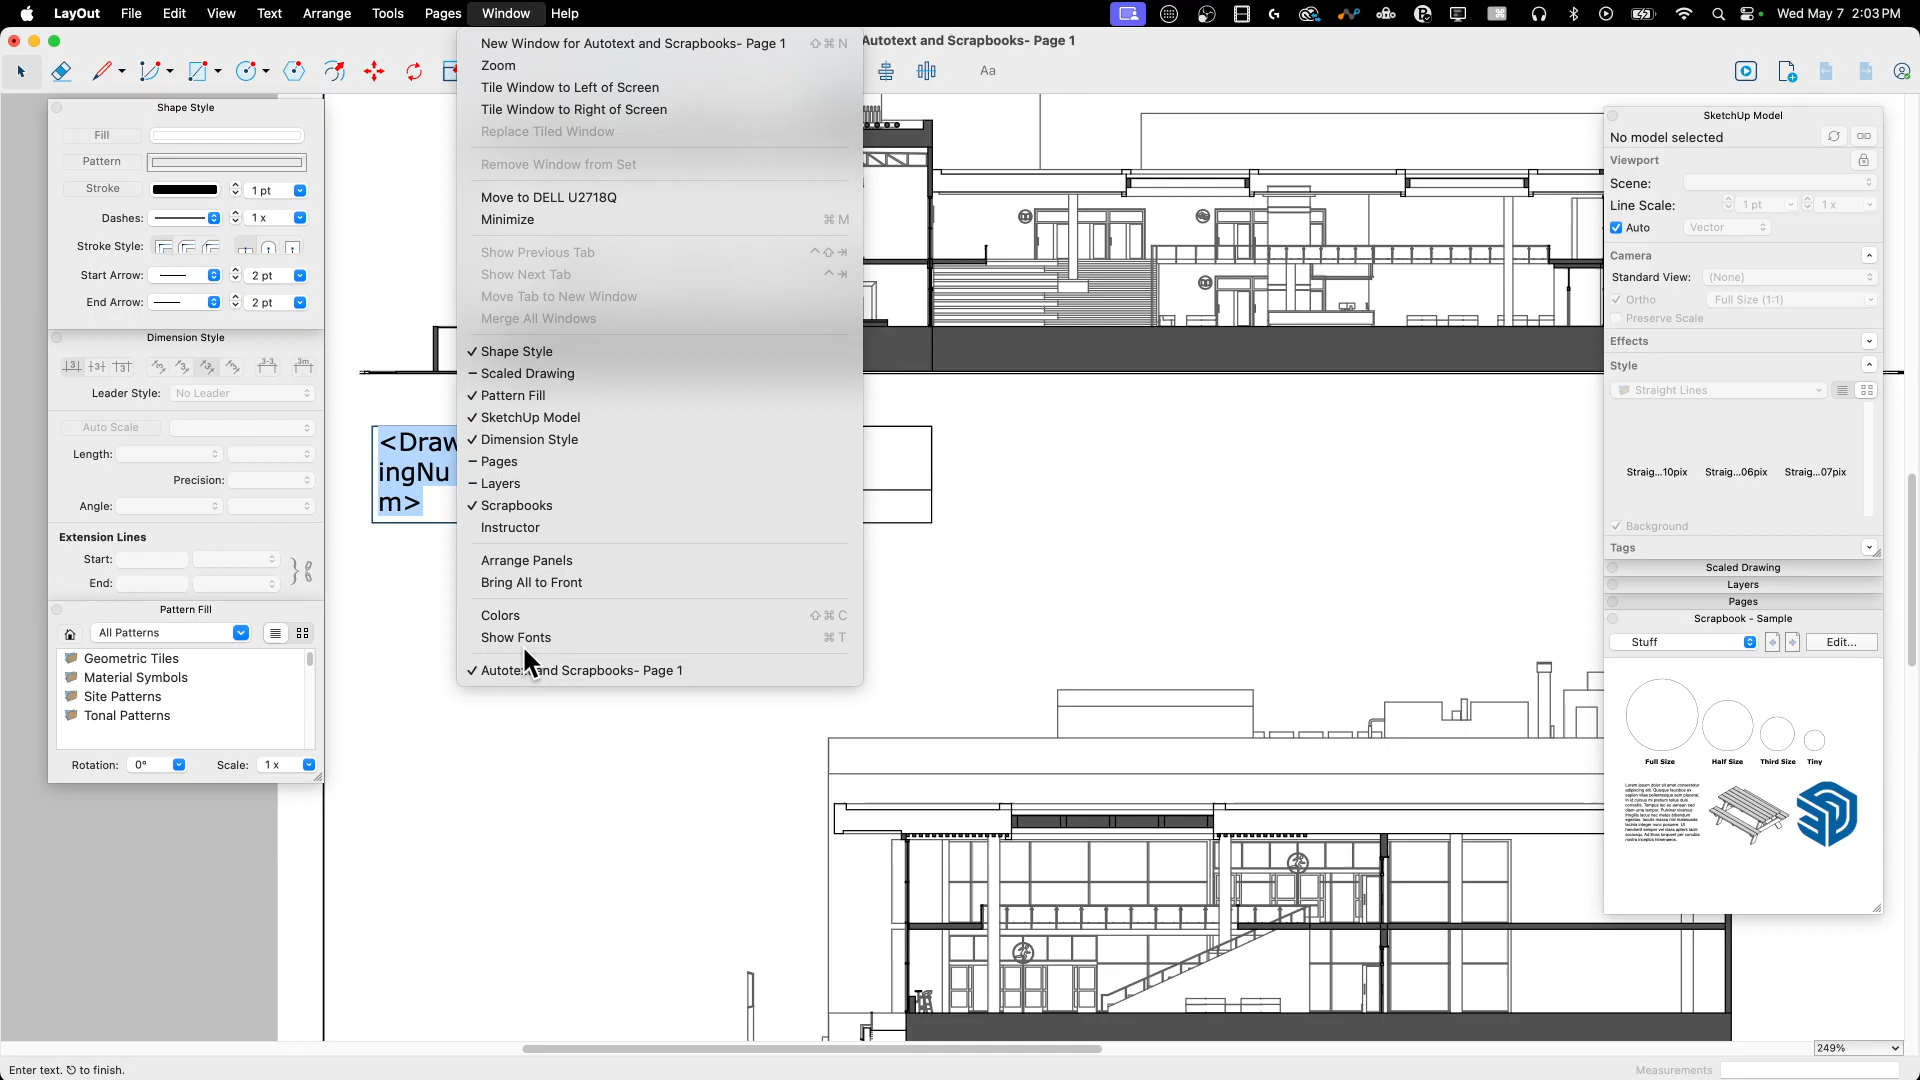 LayOut File Edit View Text Arrange Tools Pages Window Help
Wed May 7 2:03 PM
Autotext and Scrapbooks- Page 1
Aa
Shape Style
Fill
Pattern
Stroke 1 pt
Dashes: 1 x
Stroke Style:
Start Arrow: 2 pt
End Arrow: 2 pt
Dimension Style
Leader Style: No Leader
Auto Scale
Length:
Precision:
Angle:
Extension Lines
Start:
End:
Pattern Fill
All Patterns
Geometric Tiles
Material Symbols
Site Patterns
Tonal Patterns
Rotation: 0° Scale: 1 x
<Draw
ingNu
m>
New Window for Autotext and Scrapbooks- Page 1 ⇧⌘N
Zoom
Tile Window to Left of Screen
Tile Window to Right of Screen
Replace Tiled Window
Remove Window from Set
Move to DELL U2718Q
Minimize ⌘M
Show Previous Tab ⌃⇧⇥
Show Next Tab ⌃⇥
Move Tab to New Window
Merge All Windows
✓ Shape Style
– Scaled Drawing
✓ Pattern Fill
✓ SketchUp Model
✓ Dimension Style
– Pages
– Layers
✓ Scrapbooks
Instructor
Arrange Panels
Bring All to Front
Colors ⇧⌘C
Show Fonts ⌘T
✓ Autotext and Scrapbooks- Page 1
SketchUp Model
No model selected
Viewport
Scene:
Line Scale: 1 pt 1 x
Auto Vector
Camera
Standard View: (None)
Ortho Full Size (1:1)
Preserve Scale
Effects
Style
Straight Lines
Straig...10pix Straig...06pix Straig...07pix
Background
Tags
Scaled Drawing
Layers
Pages
Scrapbook - Sample
Stuff Edit...
Full Size Half Size Third Size Tiny
249%
Enter text. ⎋ to finish.
Measurements